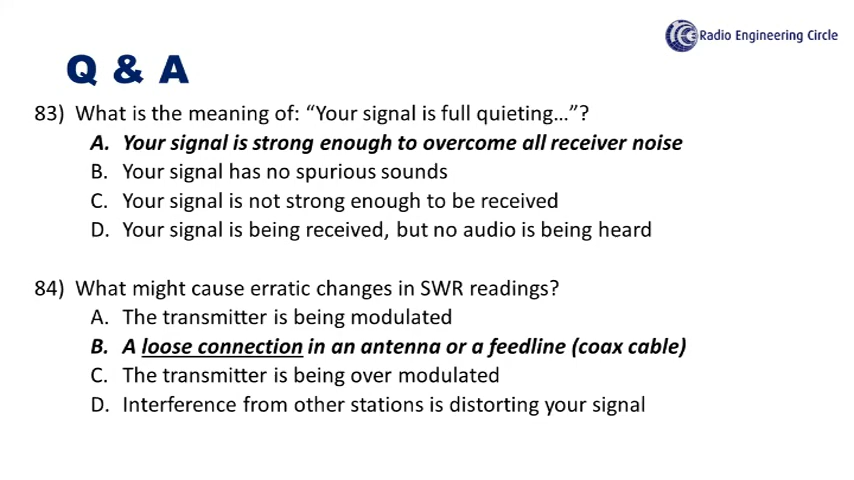 Radio Engineering Circle
Q & A
83) What is the meaning of: “Your signal is full quieting…”?
A. Your signal is strong enough to overcome all receiver noise
B. Your signal has no spurious sounds
C. Your signal is not strong enough to be received
D. Your signal is being received, but no audio is being heard
84) What might cause erratic changes in SWR readings?
A. The transmitter is being modulated
B. A loose connection in an antenna or a feedline (coax cable)
C. The transmitter is being over modulated
D. Interference from other stations is distorting your signal